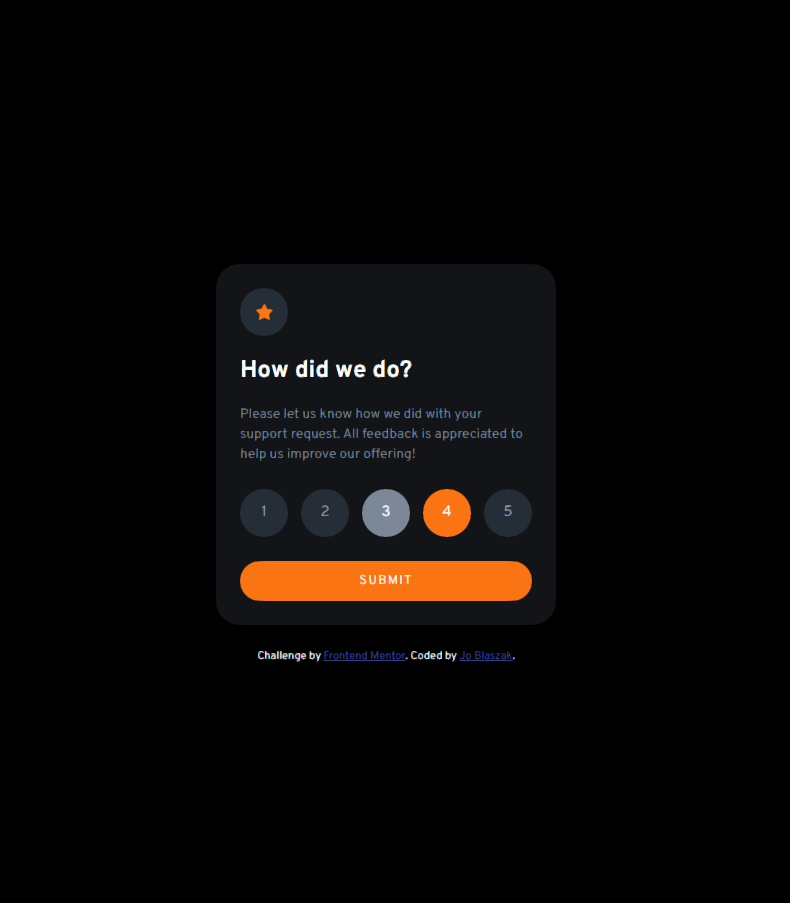 How did we do?
Please let us know how we did with your
support request. All feedback is appreciated to
help us improve our offering!
1 2 3 4 5
SUBMIT
Challenge by Frontend Mentor. Coded by Jo Blaszak.